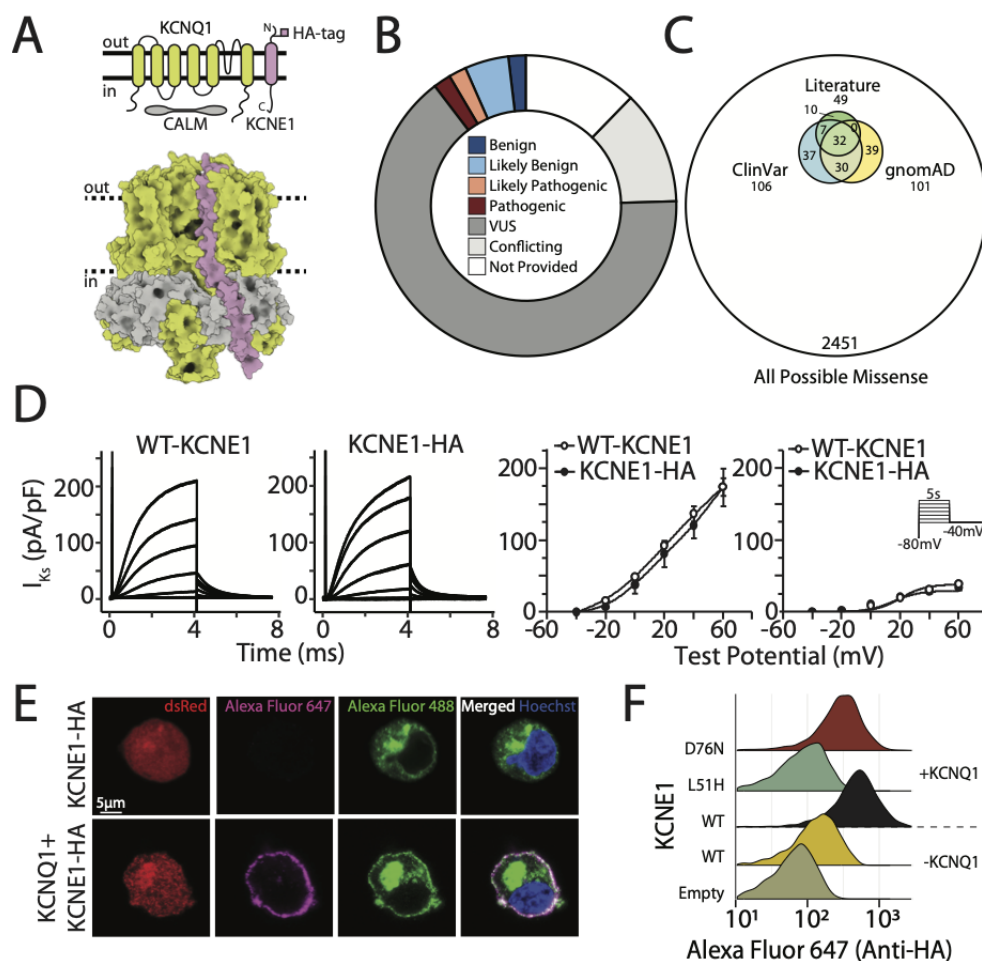 A
KCNQ1
N
HA-tag
out
in
C
CALM
KCNE1
out
in
B
Benign
Likely Benign
Likely Pathogenic
Pathogenic
VUS
Conflicting
Not Provided
C
Literature
49
10
7
32
37
39
30
ClinVar
106
gnomAD
101
2451
All Possible Missense
D
WT-KCNE1
KCNE1-HA
IKs (pA/pF)
200
100
0
0 4 8
0 4 8
Time (ms)
WT-KCNE1
KCNE1-HA
200
100
0
-60 -20 20 60
WT-KCNE1
KCNE1-HA
200
100
0
5s
-40mV
-80mV
-60 -20 20 60
Test Potential (mV)
E
dsRed
Alexa Fluor 647
Alexa Fluor 488
Merged Hoechst
KCNE1-HA
5μm
KCNQ1+
KCNE1-HA
F
KCNE1
D76N
L51H
WT
WT
Empty
+KCNQ1
-KCNQ1
10¹ 10² 10³
Alexa Fluor 647 (Anti-HA)